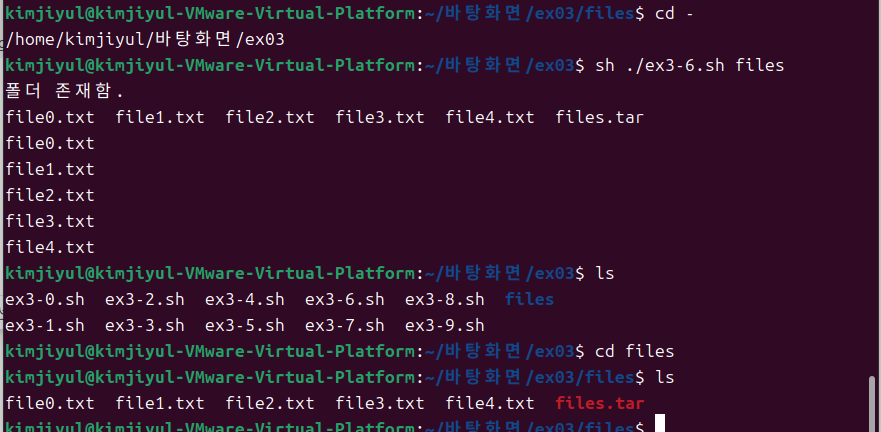 kimjiyul@kimjiyul-VMware-Virtual-Platform:~/바탕화면/ex03/files$ cd -
/home/kimjiyul/바탕화면/ex03
kimjiyul@kimjiyul-VMware-Virtual-Platform:~/바탕화면/ex03$ sh ./ex3-6.sh files
폴더 존재함.
file0.txt  file1.txt  file2.txt  file3.txt  file4.txt  files.tar
file0.txt
file1.txt
file2.txt
file3.txt
file4.txt
kimjiyul@kimjiyul-VMware-Virtual-Platform:~/바탕화면/ex03$ ls
ex3-0.sh  ex3-2.sh  ex3-4.sh  ex3-6.sh  ex3-8.sh  files
ex3-1.sh  ex3-3.sh  ex3-5.sh  ex3-7.sh  ex3-9.sh
kimjiyul@kimjiyul-VMware-Virtual-Platform:~/바탕화면/ex03$ cd files
kimjiyul@kimjiyul-VMware-Virtual-Platform:~/바탕화면/ex03/files$ ls
file0.txt  file1.txt  file2.txt  file3.txt  file4.txt  files.tar
kimjiyul@kimjiyul-VMware-Virtual-Platform:~/바탕화면/ex03/files$